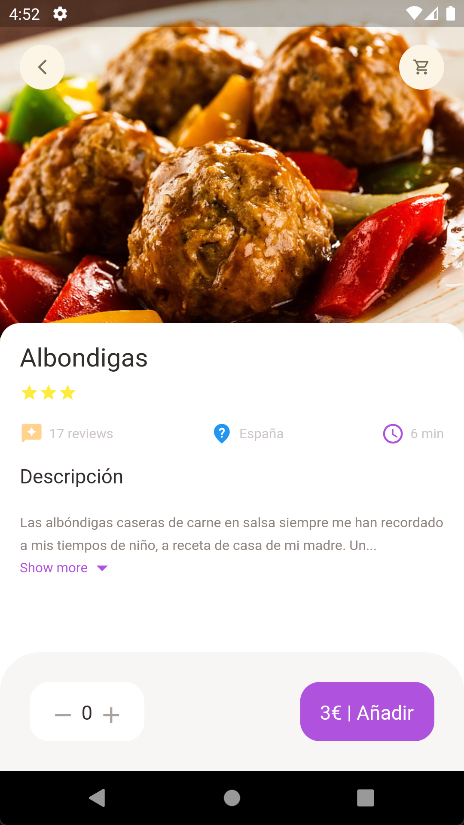 4:52
Albondigas
17 reviews
España
6 min
Descripción
Las albóndigas caseras de carne en salsa siempre me han recordado
a mis tiempos de niño, a receta de casa de mi madre. Un...
Show more
0
3€ | Añadir